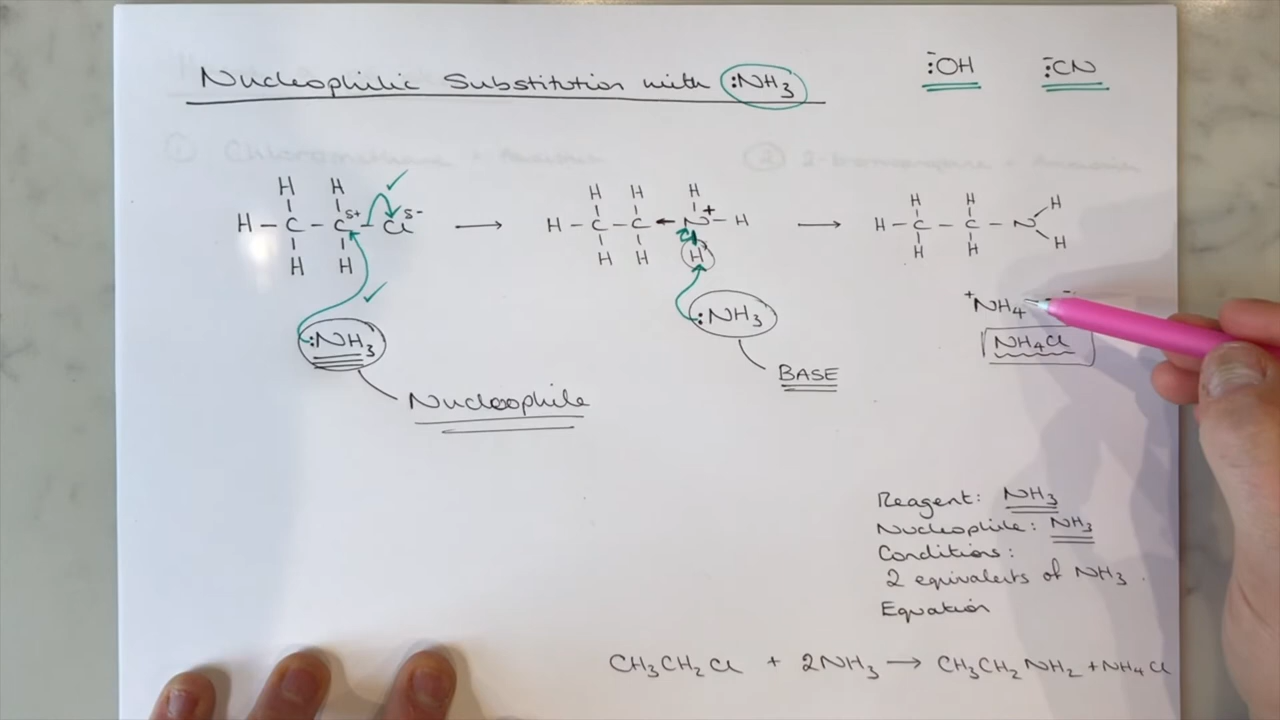 Nucleophilic Substitution with :NH3
:⁻OH
:⁻CN
H H
H – C – C – Cl
δ+ δ-
H H
H H H
H – C – C – N – H
+
H H H
H H H
H – C – C – N
H H H
:NH3
Nucleophile
:NH3
BASE
+NH4
NH4Cl
Reagent: NH3
Nucleophile: NH3
Conditions:
2 equivalents of NH3.
Equation
CH3CH2Cl + 2NH3 → CH3CH2NH2 + NH4Cl